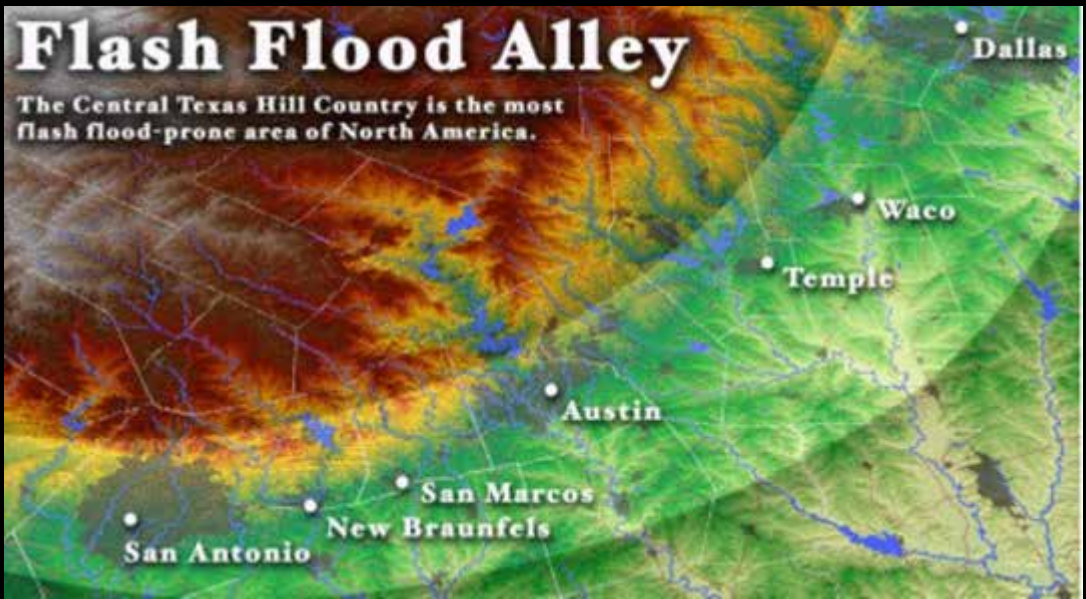 Flash Flood Alley
The Central Texas Hill Country is the most
flash flood-prone area of North America.
Dallas
Waco
Temple
Austin
San Marcos
New Braunfels
San Antonio